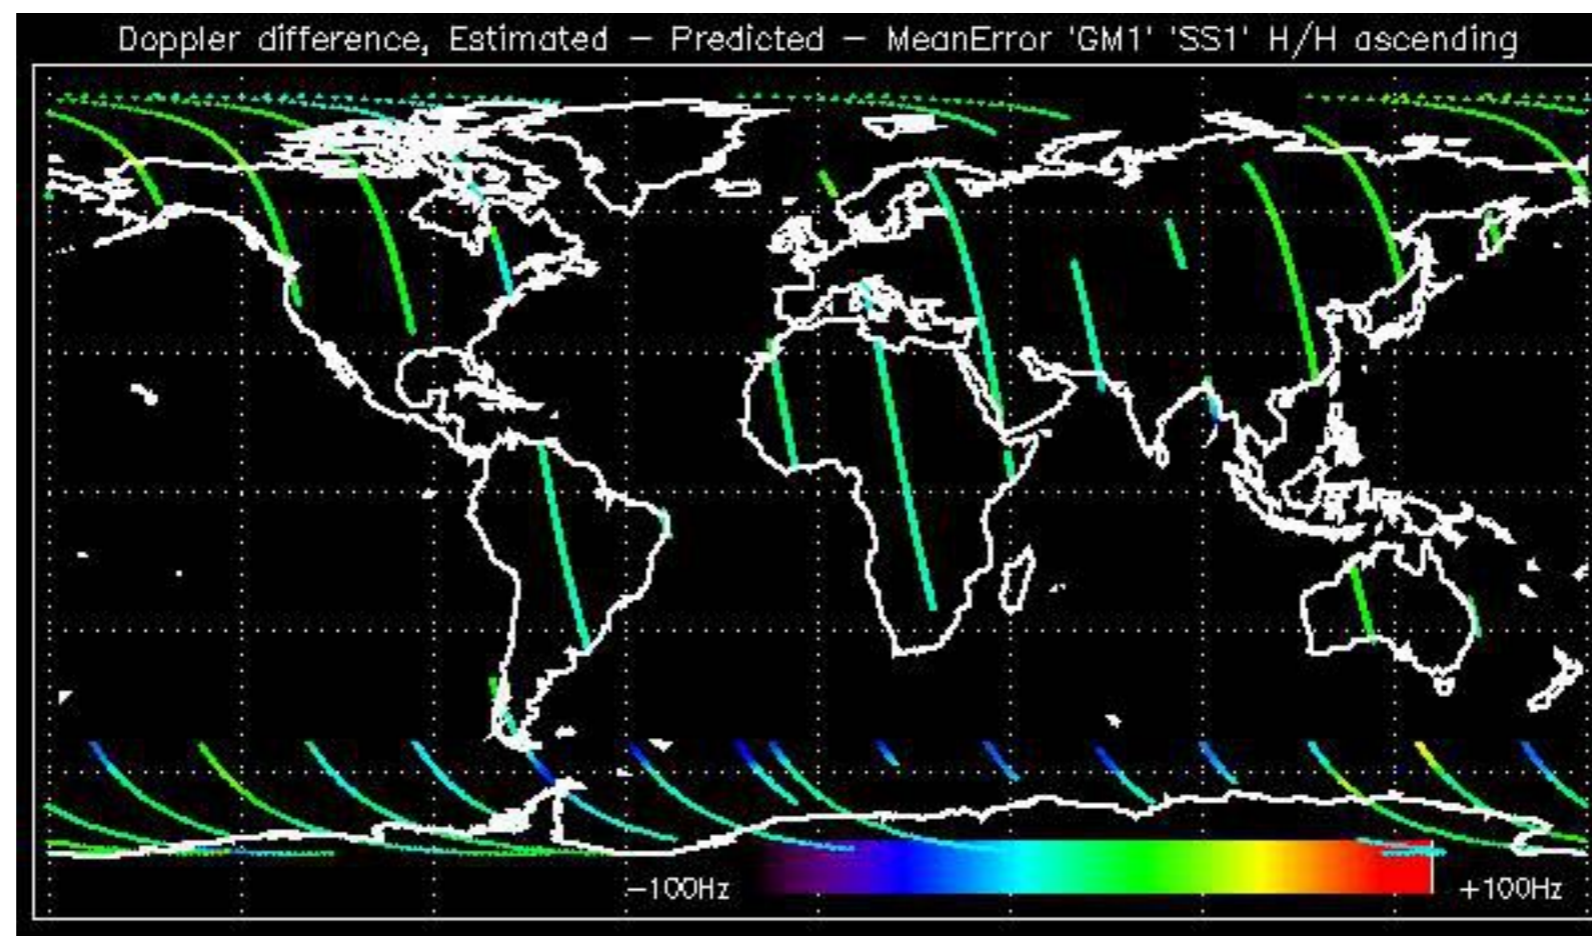 Doppler difference, Estimated – Predicted – MeanError 'GM1' 'SS1' H/H ascending
–100Hz +100Hz